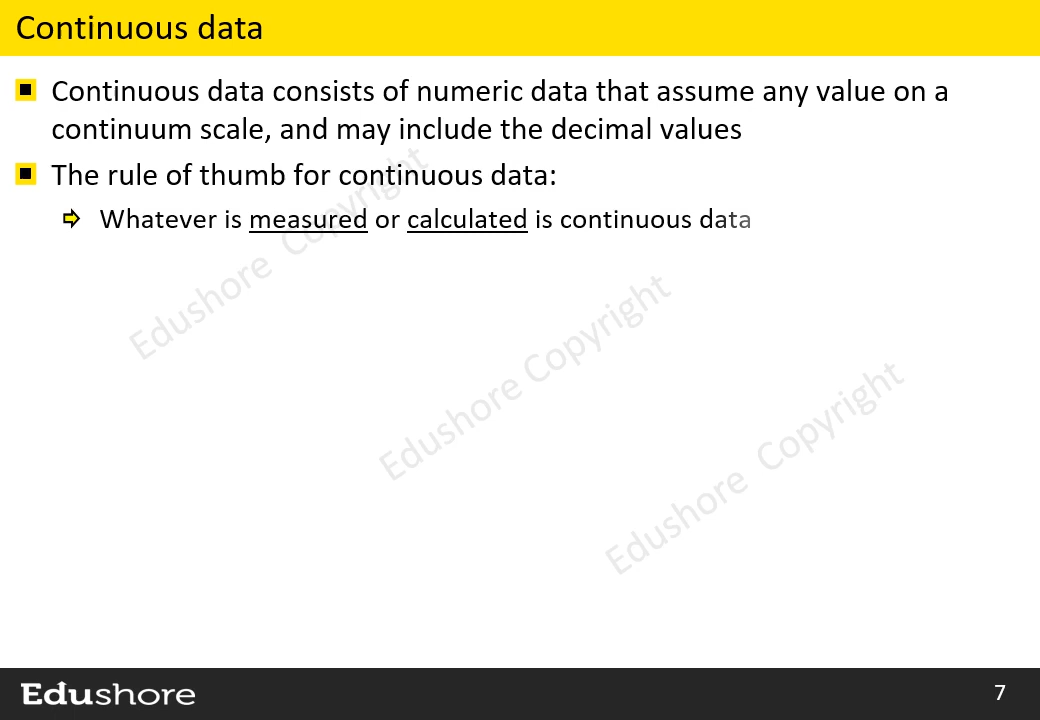 Continuous data
Continuous data consists of numeric data that assume any value on a
continuum scale, and may include the decimal values
The rule of thumb for continuous data:
Whatever is measured or calculated is continuous data
Edushore Copyright
Edushore Copyright
Edushore Copyright
Edushore
7